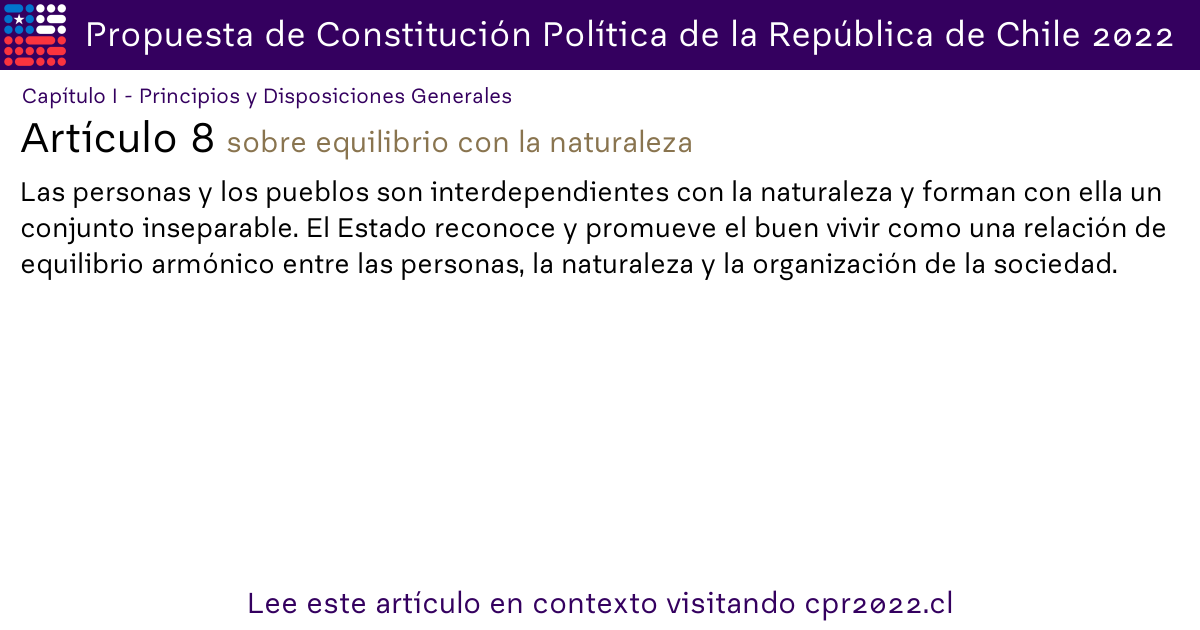 Propuesta de Constitución Política de la República de Chile 2022
Capítulo I - Principios y Disposiciones Generales
Artículo 8 sobre equilibrio con la naturaleza
Las personas y los pueblos son interdependientes con la naturaleza y forman con ella un
conjunto inseparable. El Estado reconoce y promueve el buen vivir como una relación de
equilibrio armónico entre las personas, la naturaleza y la organización de la sociedad.
Lee este artículo en contexto visitando cpr2022.cl